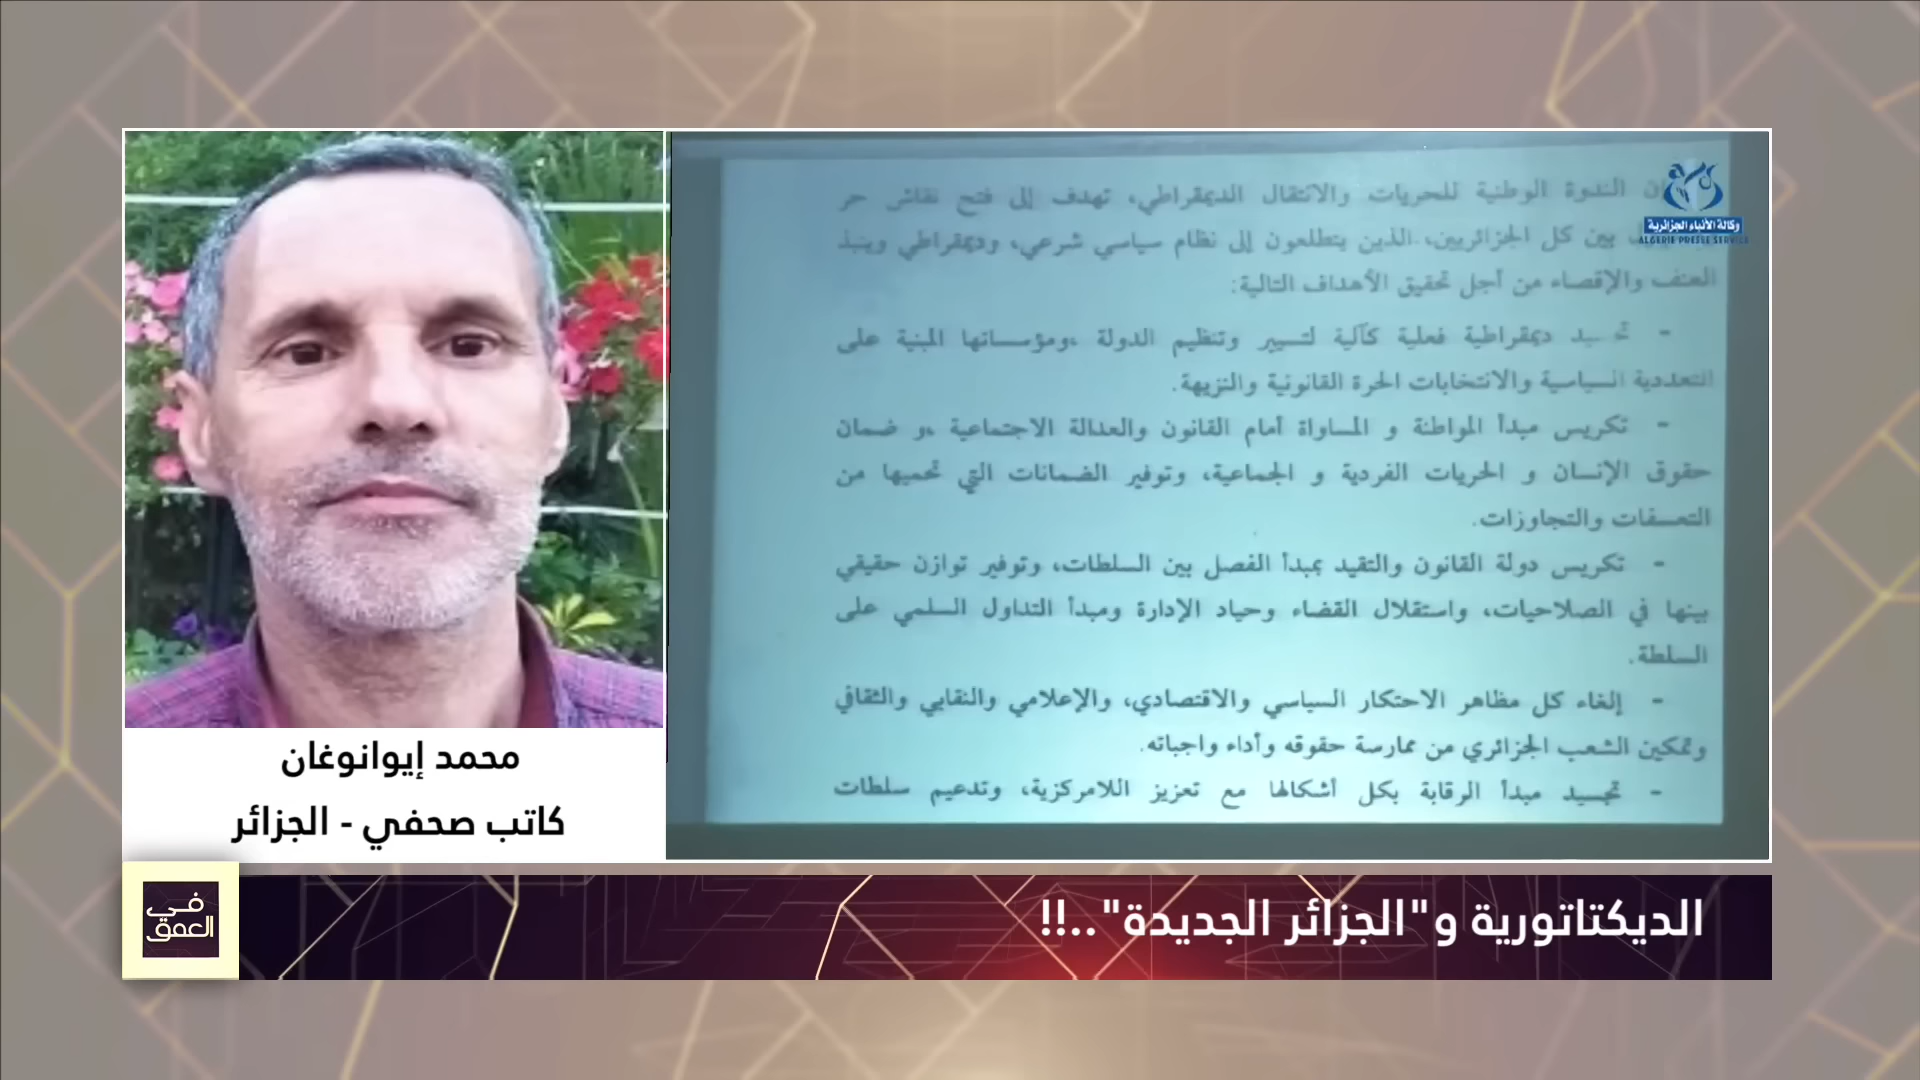 ن الندوة الوطنية للحريات والانتقال الديمقراطي، تهدف إلى فتح نقاش حر
بين كل الجزائريين، الذين يتطلعون إلى نظام سياسي شرعي، وديمقراطي وينبذ
العنف والإقصاء من أجل تحقيق الأهداف التالية:
- تجسيد ديمقراطية فعلية كآلية لتسيير وتنظيم الدولة ،ومؤسساتها المبنية على
التعددية السياسية والانتخابات الحرة القانونية والنزيهة.
- تكريس مبدأ المواطنة و المساواة أمام القانون والعدالة الاجتماعية ،و ضمان
حقوق الإنسان و الحريات الفردية و الجماعية، وتوفير الضمانات التي تحميها من
التعسفات والتجاوزات.
- تكريس دولة القانون والتقيد بمبدأ الفصل بين السلطات، وتوفير توازن حقيقي
بينها في الصلاحيات، واستقلال القضاء وحياد الإدارة ومبدأ التداول السلمي على
السلطة.
- إلغاء كل مظاهر الاحتكار السياسي والاقتصادي، والإعلامي والنقابي والثقافي
وتمكين الشعب الجزائري من ممارسة حقوقه وأداء واجباته.
- تجسيد مبدأ الرقابة بكل أشكالها مع تعزيز اللامركزية، وتدعيم سلطات
وكالة الأنباء الجزائرية
ALGERIE PRESSE SERVICE
محمد إيوانوغان
كاتب صحفي - الجزائر
في
العمق
الديكتاتورية و"الجزائر الجديدة"..!!